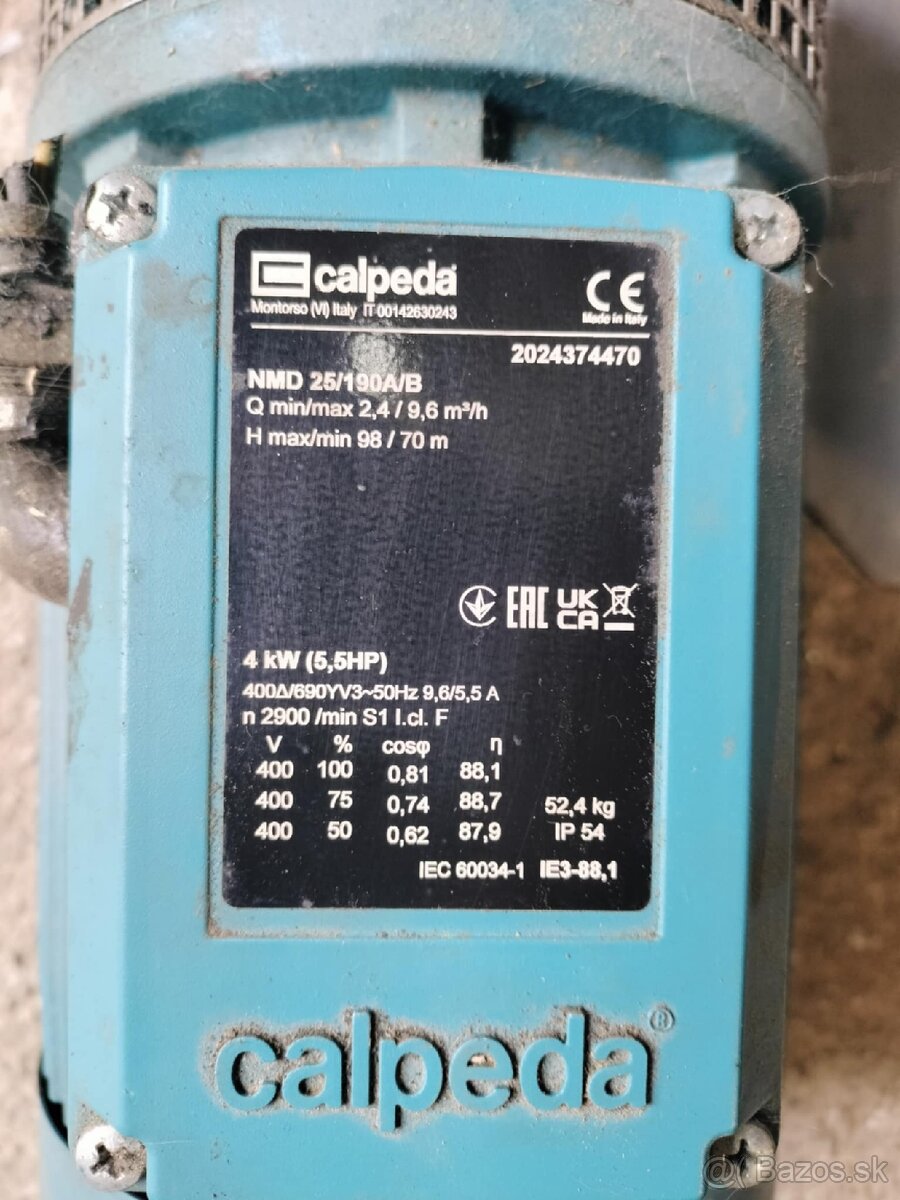 calpeda
Montorso (VI) Italy IT 00142630243
CE
Made in Italy
2024374470
NMD 25/190A/B
Q min/max 2,4 / 9,6 m³/h
H max/min 98 / 70 m
EAC UK CA
4 kW (5,5HP)
400Δ/690YV3~50Hz 9,6/5,5 A
n 2900 /min S1 I.cl. F
V % cosφ η
400 100 0,81 88,1
400 75 0,74 88,7 52,4 kg
400 50 0,62 87,9 IP 54
IEC 60034-1 IE3-88,1
calpeda®
@ Bazos.sk